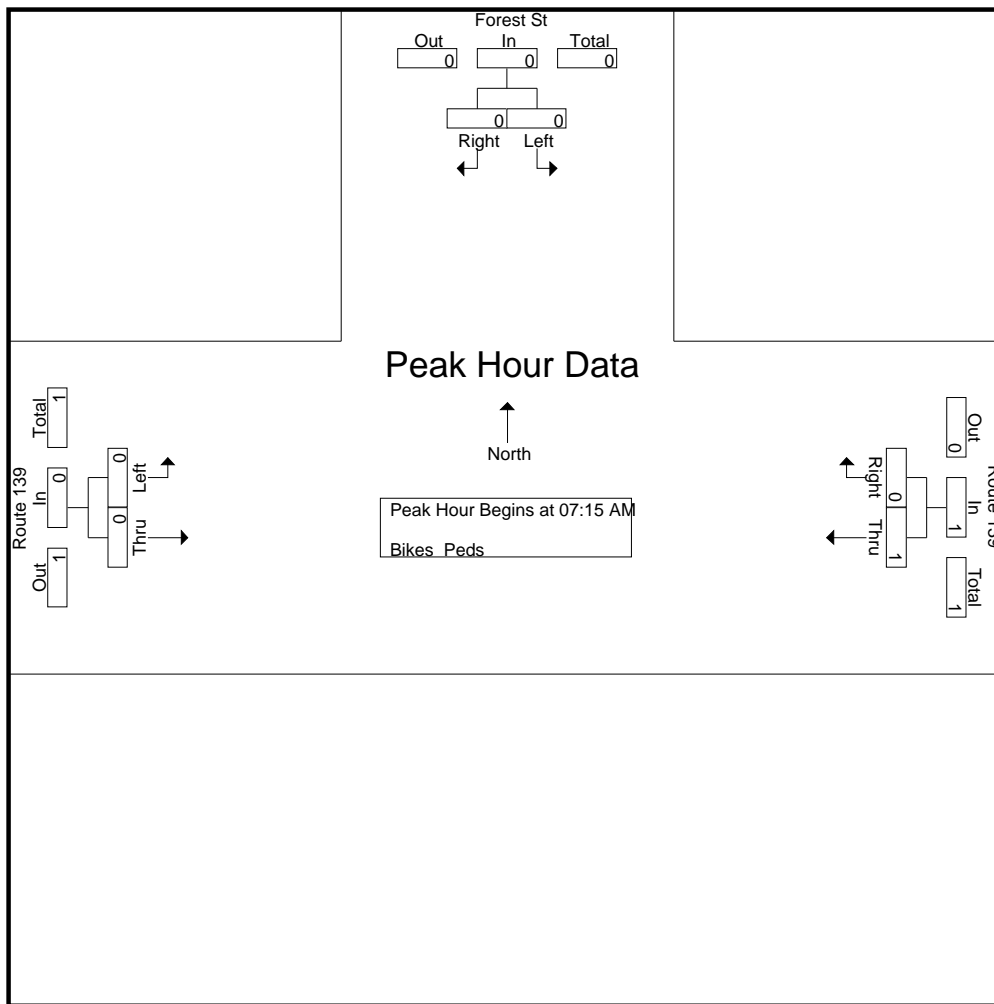 Forest St
Out In Total
0 0 0
0 0
Right Left
Peak Hour Data
North
Peak Hour Begins at 07:15 AM
Bikes Peds
Route 139
Out In Total
1 0 1
Left
0
Thru
0
Route 139
Out In Total
0 1 1
Right
0
Thru
1